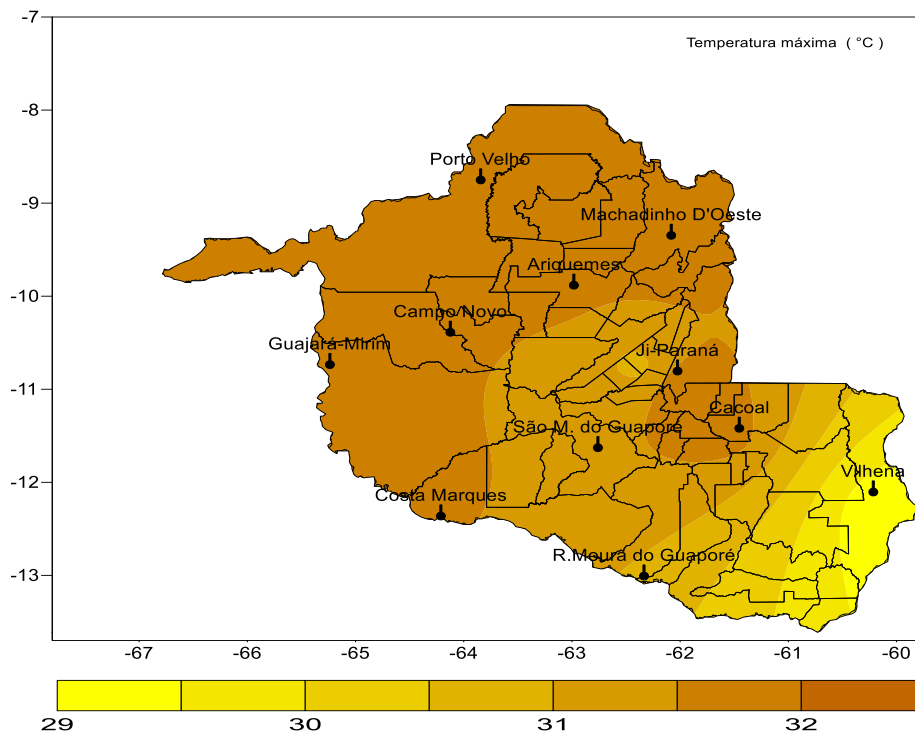 -7
Temperatura máxima ( °C )
-8
Porto Velho
-9
Machadinho D'Oeste
Ariquemes
-10
Campo Novo
Guajará-Mirim
Ji-Paraná
-11
Cacoal
São M. do Guaporé
Vilhena
-12
Costa Marques
R.Moura do Guaporé
-13
-67 -66 -65 -64 -63 -62 -61 -60
29 30 31 32